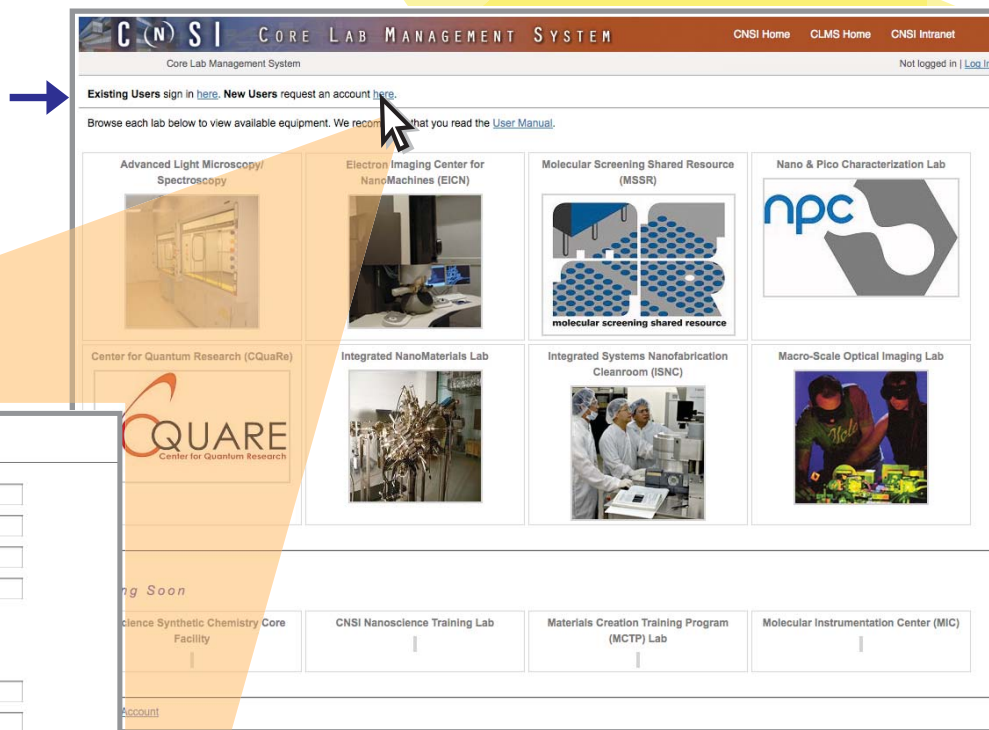 CNSI CORE LAB MANAGEMENT SYSTEM CNSI Home CLMS Home CNSI Intranet
Core Lab Management System Not logged in | Log In
Existing Users sign in here. New Users request an account here.
Browse each lab below to view available equipment. We recom that you read the User Manual.
Advanced Light Microscopy/
Spectroscopy
Electron Imaging Center for
NanoMachines (EICN)
Molecular Screening Shared Resource
(MSSR)
molecular screening shared resource
Nano & Pico Characterization Lab
npc
Center for Quantum Research (CQuaRe)
CQUARE
Center for Quantum Research
Integrated NanoMaterials Lab
Integrated Systems Nanofabrication
Cleanroom (ISNC)
Macro-Scale Optical Imaging Lab
ng Soon
cience Synthetic Chemistry Core
Facility
CNSI Nanoscience Training Lab
Materials Creation Training Program
(MCTP) Lab
Molecular Instrumentation Center (MIC)
Account